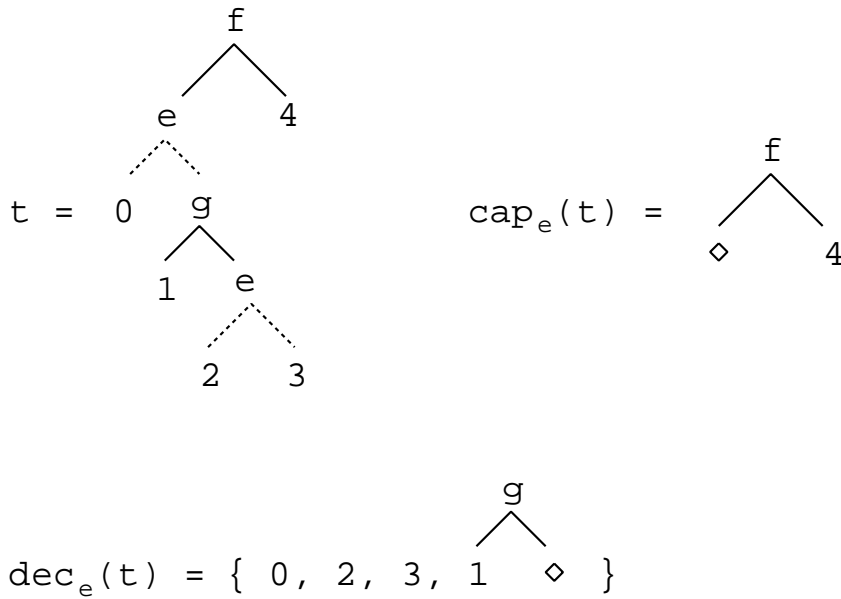 f
e 4
f
t = 0 g
cap_e(t) =
◇ 4
1 e
2 3
g
dec_e(t) = { 0, 2, 3, 1 ◇ }